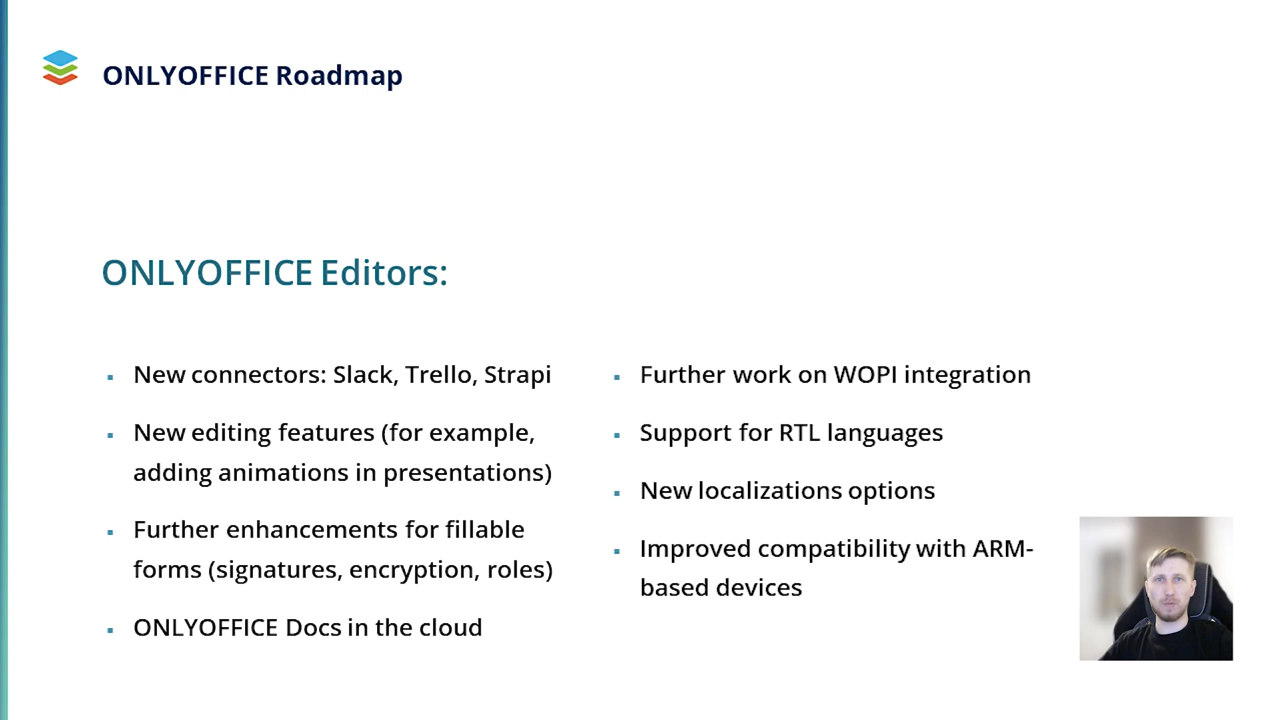 ONLYOFFICE Roadmap
ONLYOFFICE Editors:
New connectors: Slack, Trello, Strapi
New editing features (for example,
adding animations in presentations)
Further enhancements for fillable
forms (signatures, encryption, roles)
ONLYOFFICE Docs in the cloud
Further work on WOPI integration
Support for RTL languages
New localizations options
Improved compatibility with ARM-
based devices